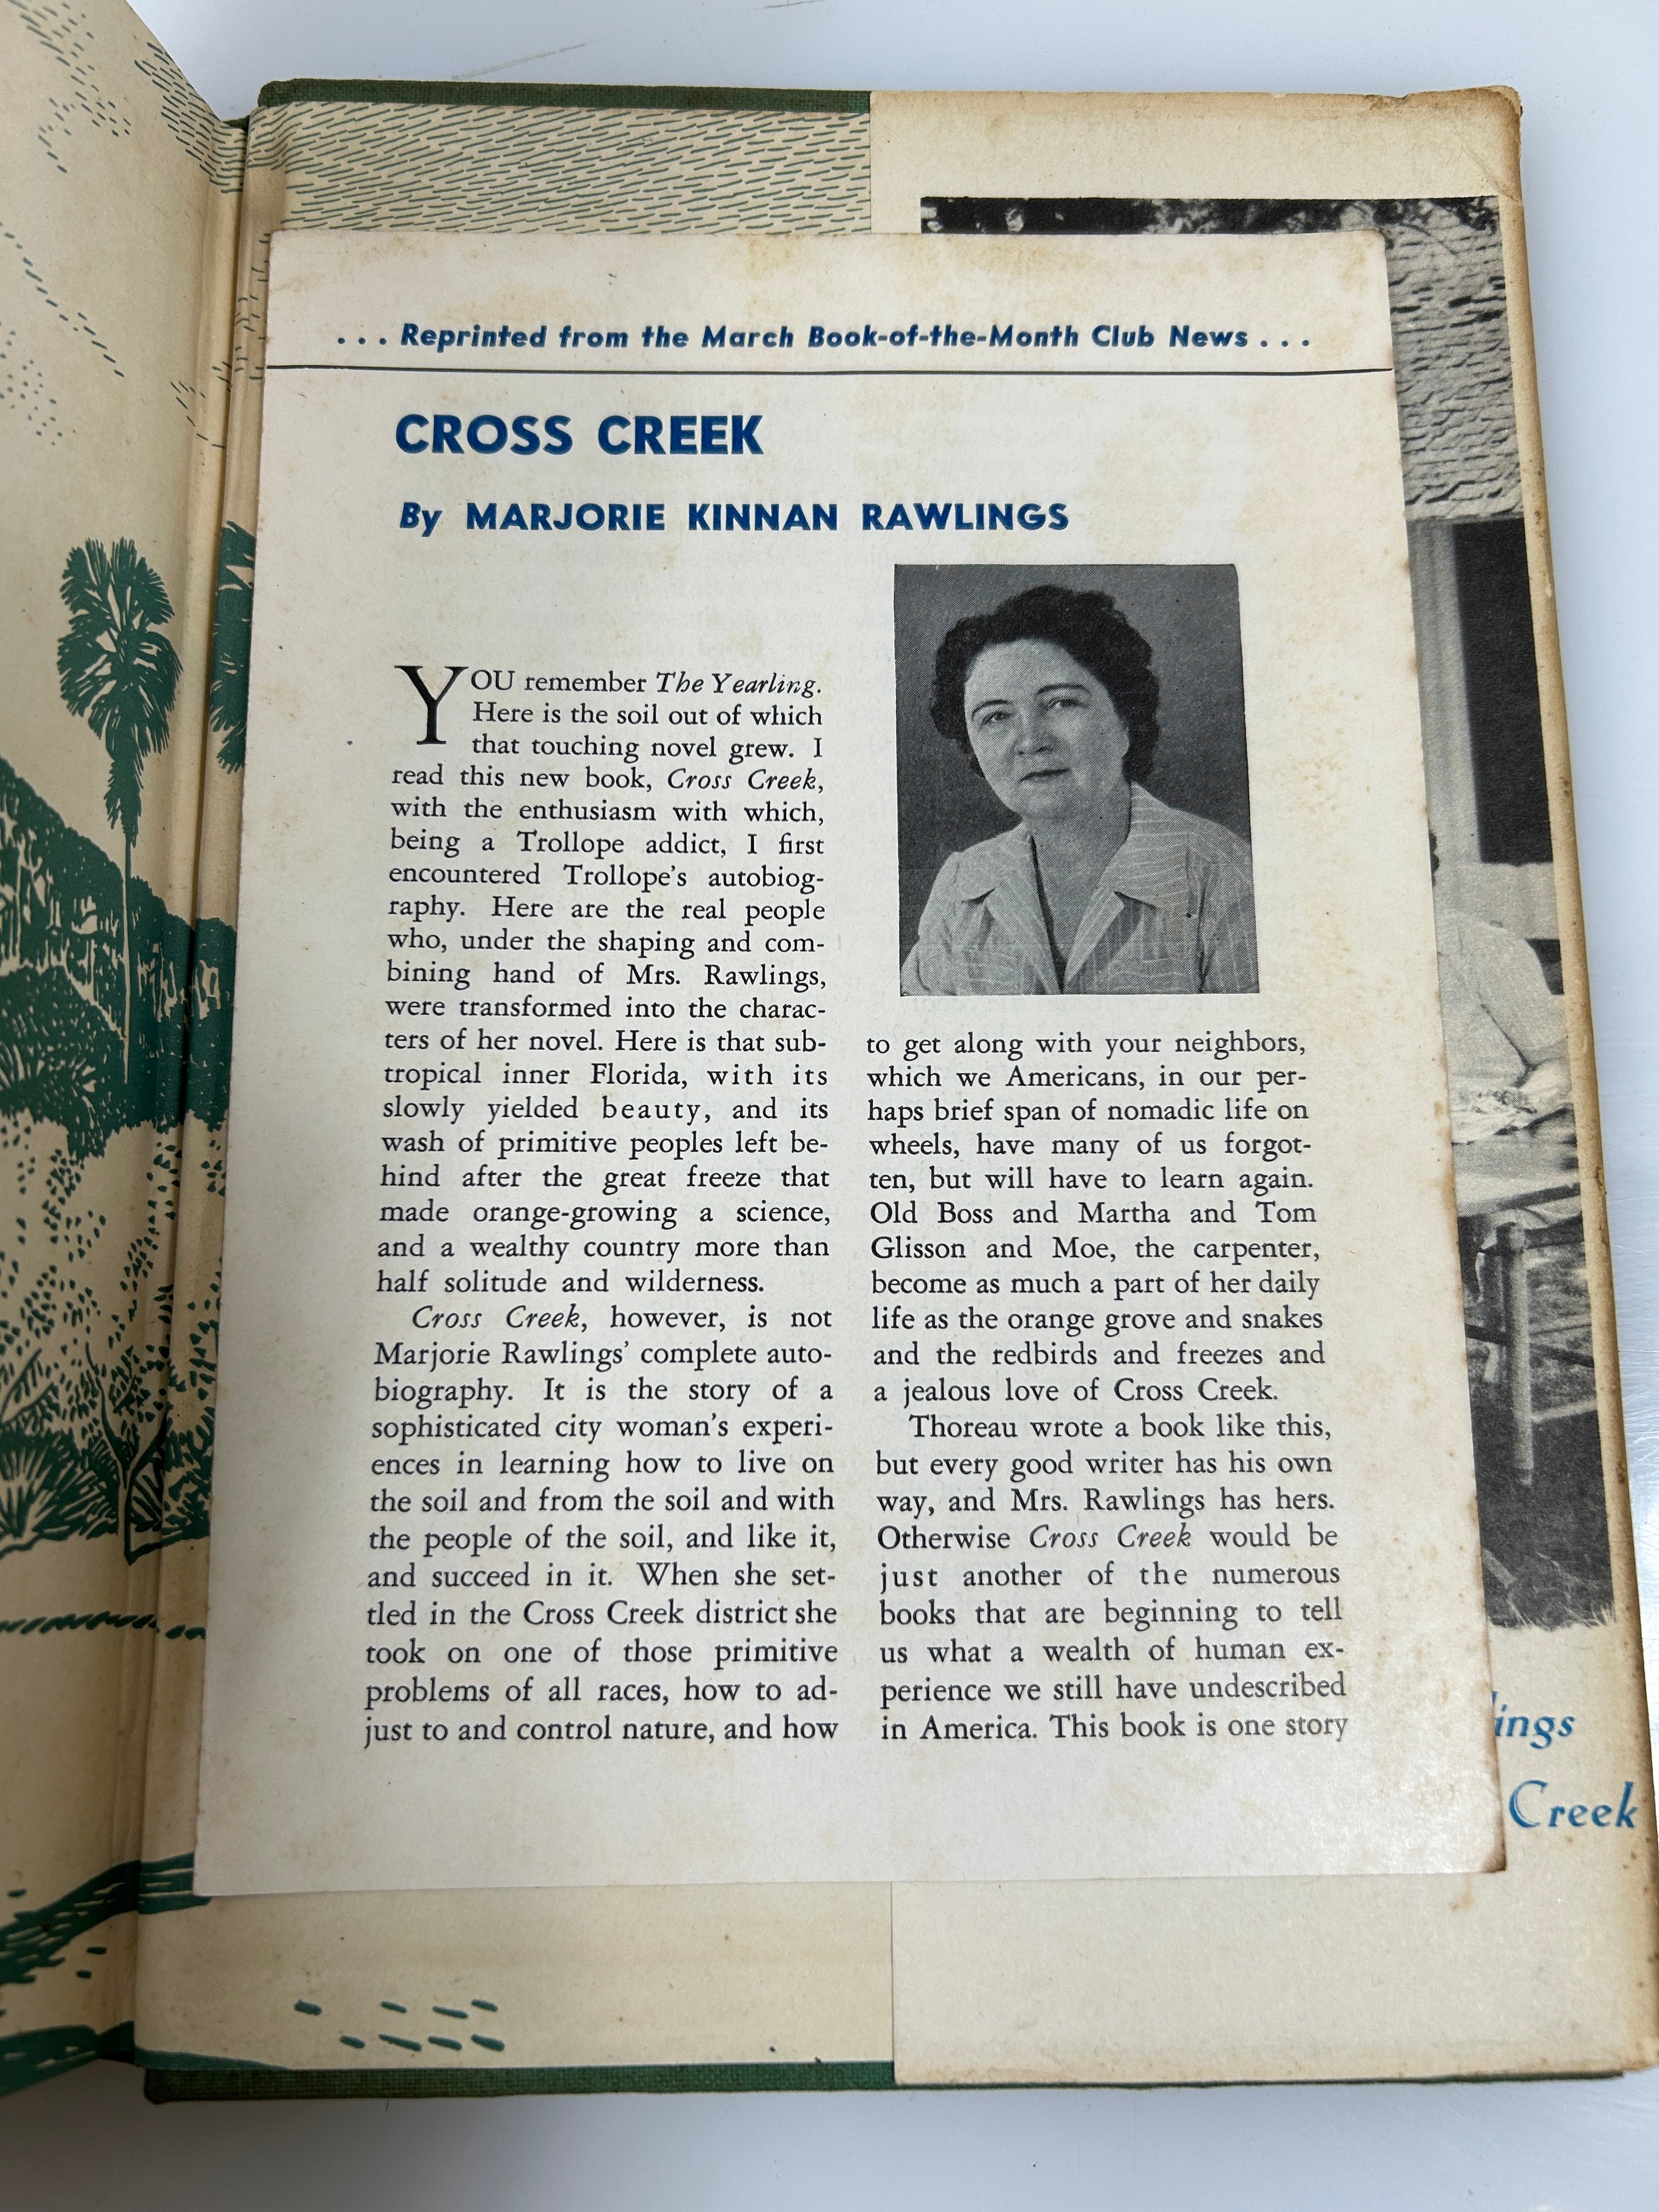 . . . Reprinted from the March Book-of-the-Month Club News . . .
CROSS CREEK
By MARJORIE KINNAN RAWLINGS
YOU remember The Yearling.
Here is the soil out of which
that touching novel grew. I
read this new book, Cross Creek,
with the enthusiasm with which,
being a Trollope addict, I first
encountered Trollope's autobiog-
raphy. Here are the real people
who, under the shaping and com-
bining hand of Mrs. Rawlings,
were transformed into the charac-
ters of her novel. Here is that sub-
tropical inner Florida, with its
slowly yielded beauty, and its
wash of primitive peoples left be-
hind after the great freeze that
made orange-growing a science,
and a wealthy country more than
half solitude and wilderness.
Cross Creek, however, is not
Marjorie Rawlings' complete auto-
biography. It is the story of a
sophisticated city woman's experi-
ences in learning how to live on
the soil and from the soil and with
the people of the soil, and like it,
and succeed in it. When she set-
tled in the Cross Creek district she
took on one of those primitive
problems of all races, how to ad-
just to and control nature, and how
to get along with your neighbors,
which we Americans, in our per-
haps brief span of nomadic life on
wheels, have many of us forgot-
ten, but will have to learn again.
Old Boss and Martha and Tom
Glisson and Moe, the carpenter,
become as much a part of her daily
life as the orange grove and snakes
and the redbirds and freezes and
a jealous love of Cross Creek.
Thoreau wrote a book like this,
but every good writer has his own
way, and Mrs. Rawlings has hers.
Otherwise Cross Creek would be
just another of the numerous
books that are beginning to tell
us what a wealth of human ex-
perience we still have undescribed
in America. This book is one story
lings
Creek